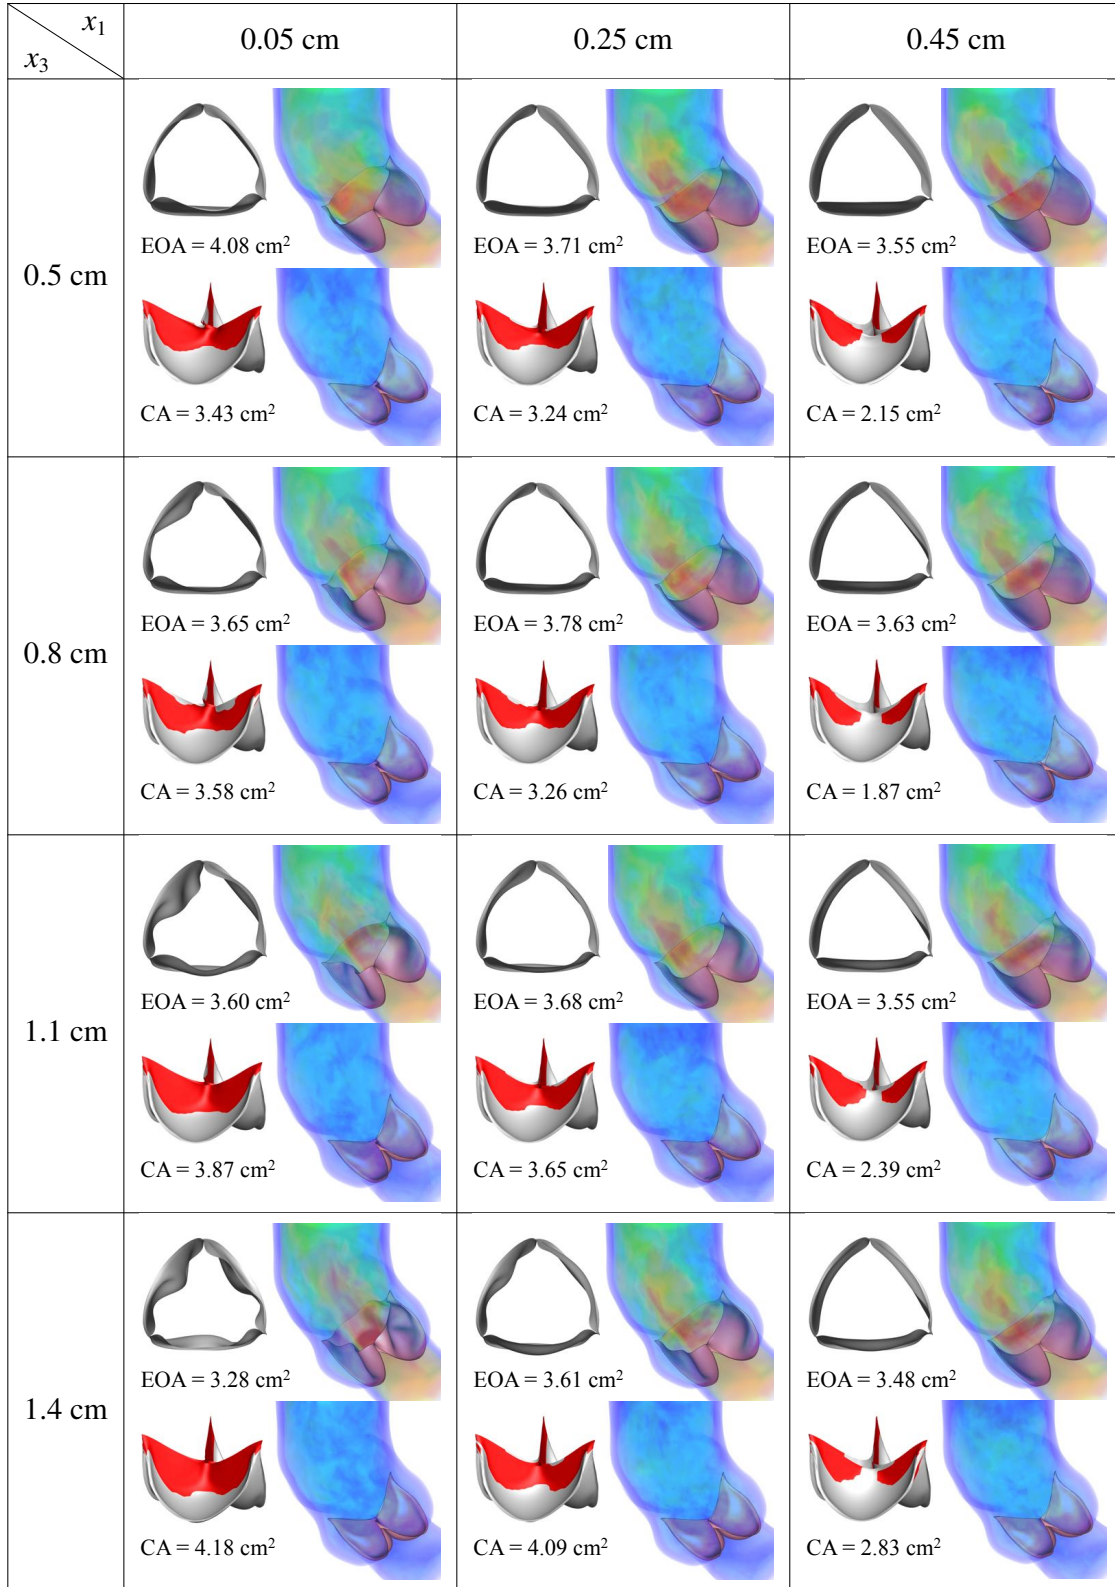 x₁
x₃
0.05 cm
0.25 cm
0.45 cm
0.5 cm
EOA = 4.08 cm²
CA = 3.43 cm²
EOA = 3.71 cm²
CA = 3.24 cm²
EOA = 3.55 cm²
CA = 2.15 cm²
0.8 cm
EOA = 3.65 cm²
CA = 3.58 cm²
EOA = 3.78 cm²
CA = 3.26 cm²
EOA = 3.63 cm²
CA = 1.87 cm²
1.1 cm
EOA = 3.60 cm²
CA = 3.87 cm²
EOA = 3.68 cm²
CA = 3.65 cm²
EOA = 3.55 cm²
CA = 2.39 cm²
1.4 cm
EOA = 3.28 cm²
CA = 4.18 cm²
EOA = 3.61 cm²
CA = 4.09 cm²
EOA = 3.48 cm²
CA = 2.83 cm²